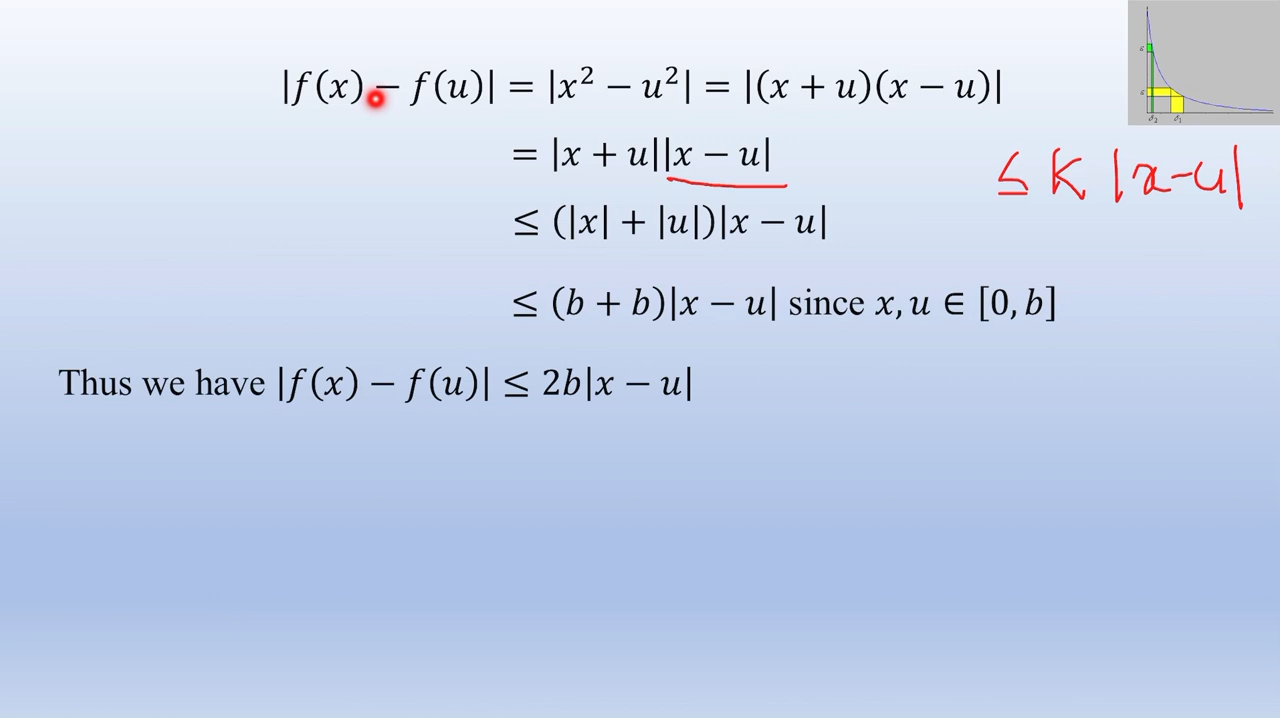 |f(x) − f(u)| = |x² − u²| = |(x + u)(x − u)|
= |x + u||x − u|
≤ K |x-u|
≤ (|x| + |u|)|x − u|
≤ (b + b)|x − u| since x, u ∈ [0, b]
Thus we have |f(x) − f(u)| ≤ 2b|x − u|